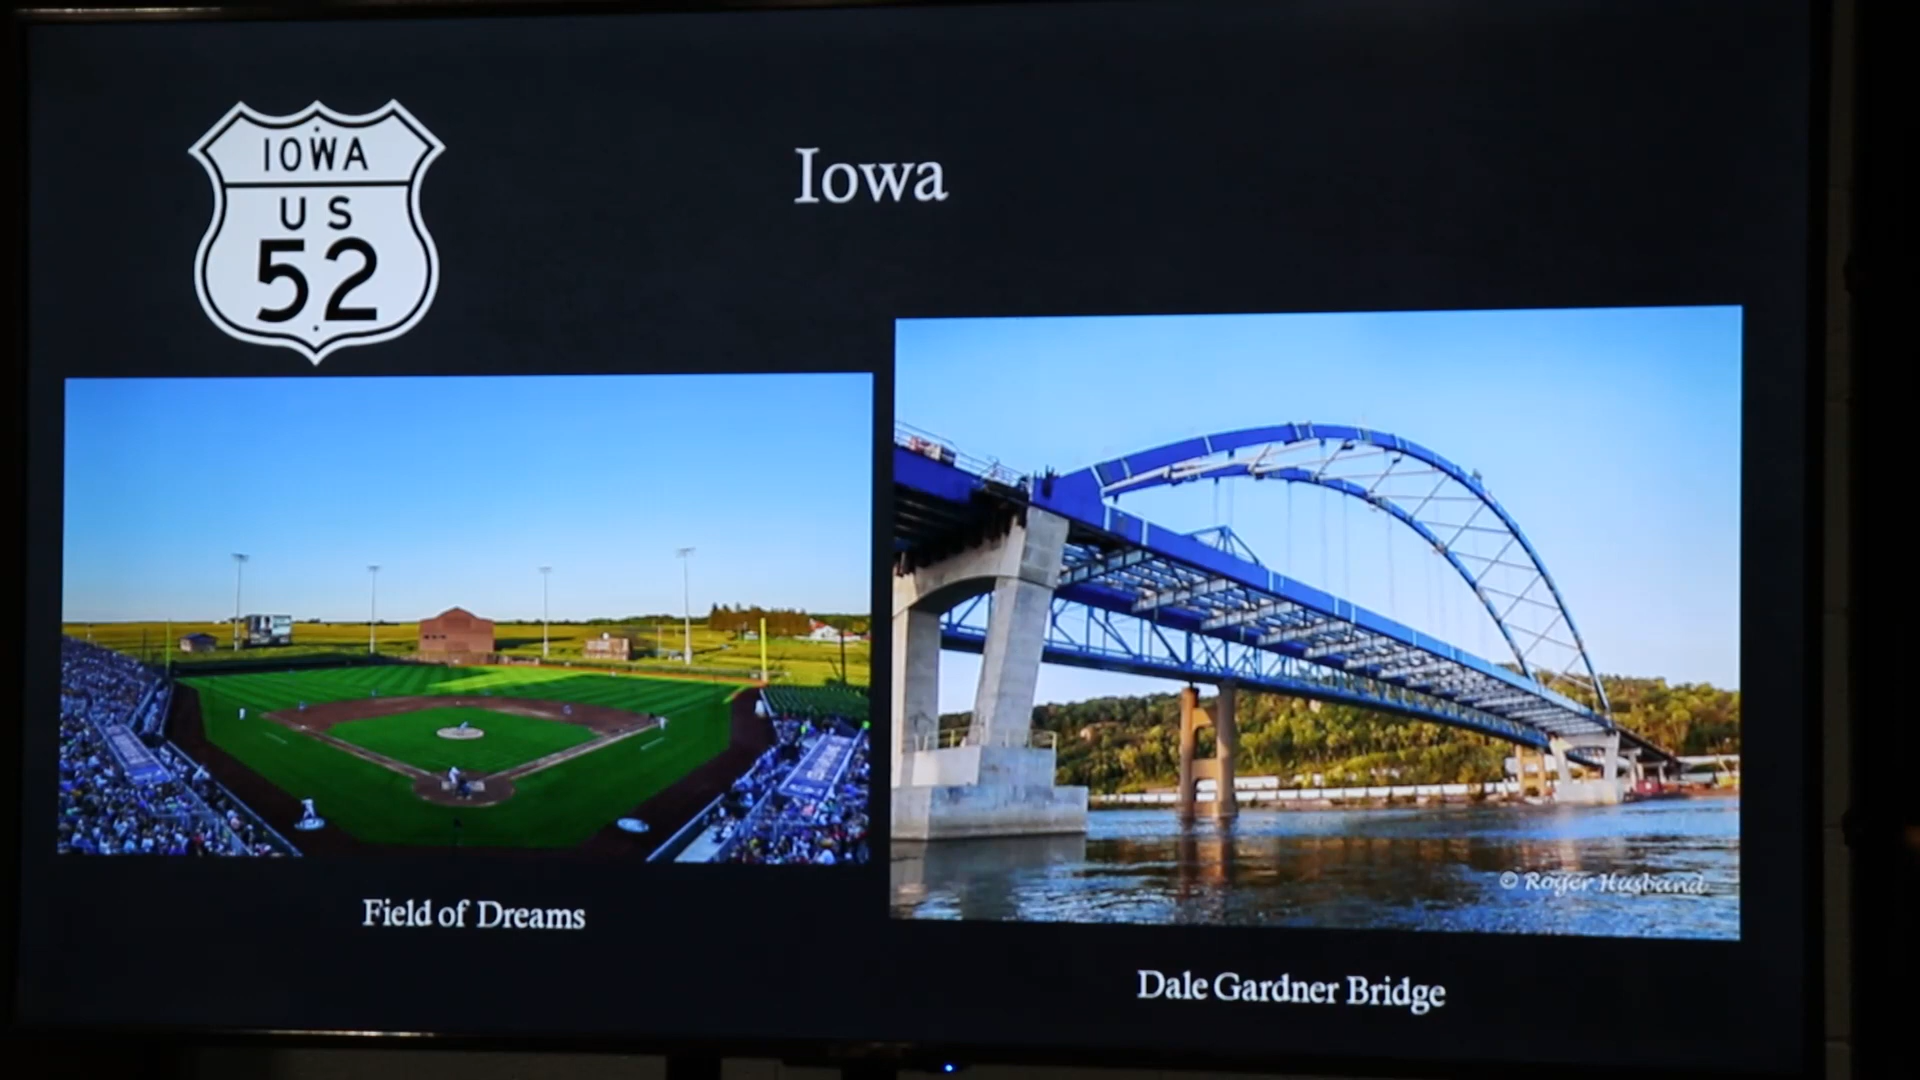 IOWA
US
52
Iowa
Field of Dreams
© Roger Husband
Dale Gardner Bridge